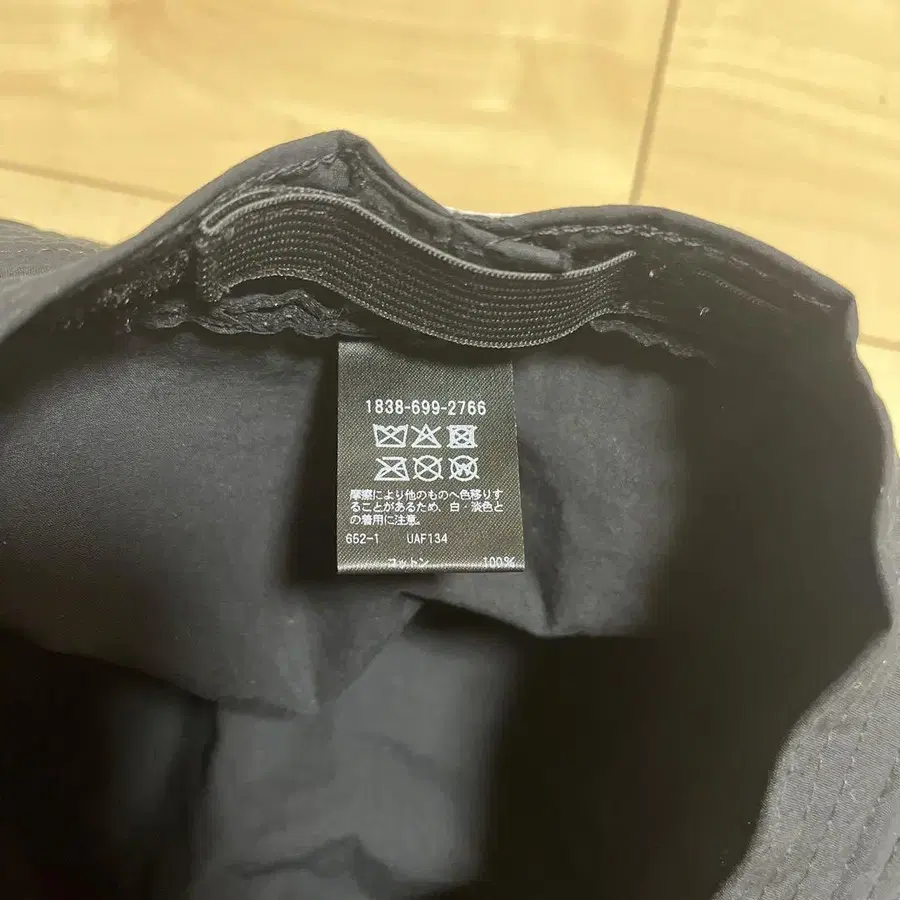 1838-699-2766
摩擦により他のものへ色移りす
ることがあるため、白・淡色と
の着用に注意。
652-1 UAF134
コットン 100%